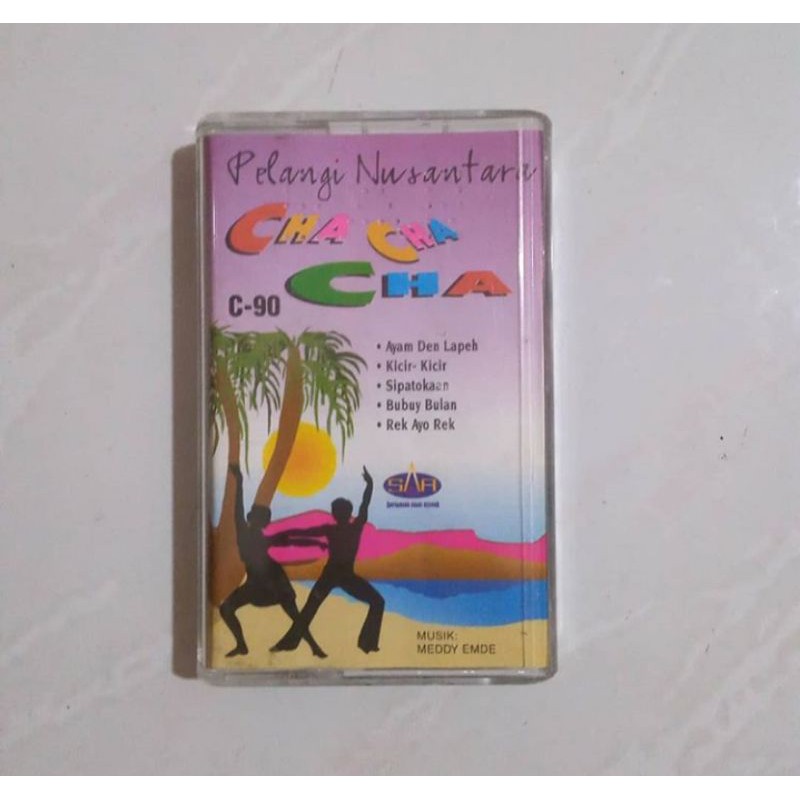 Pelangi Nusantara
CHA CHA
CHA
C-90
• Ayam Den Lapeh
• Kicir- Kicir
• Sipatokaan
• Bubuy Bulan
• Rek Ayo Rek
SAR
MUSIK:
MEDDY EMDE